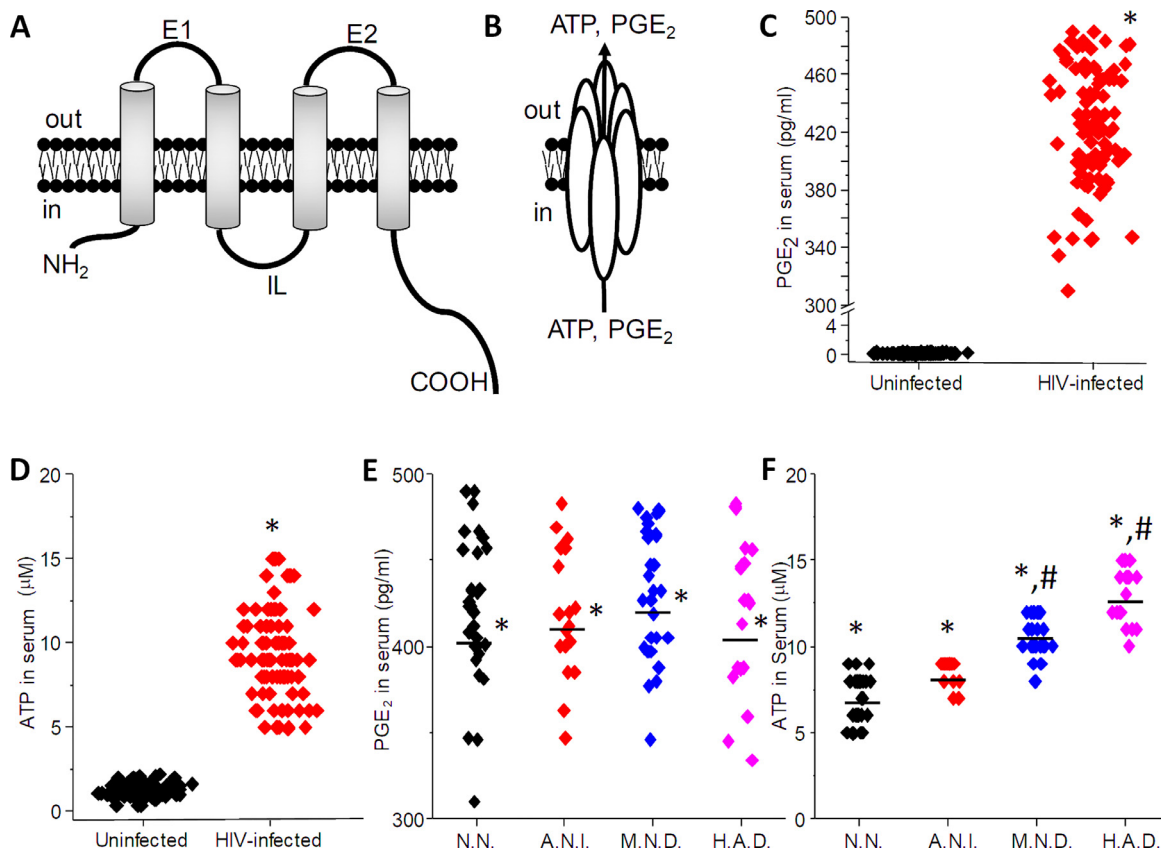 A
E1
E2
out
in
NH₂
IL
COOH
B
ATP, PGE₂
out
in
ATP, PGE₂
C
PGE₂ in serum (pg/ml)
500
460
420
380
340
300
4
0
*
Uninfected
HIV-infected
D
ATP in serum (μM)
20
15
10
5
0
*
Uninfected
HIV-infected
E
PGE₂ in serum (pg/ml)
500
400
300
*
*
*
*
N.N.
A.N.I.
M.N.D.
H.A.D.
F
ATP in Serum (μM)
20
15
10
5
0
*
*
*,#
*,#
N.N.
A.N.I.
M.N.D.
H.A.D.